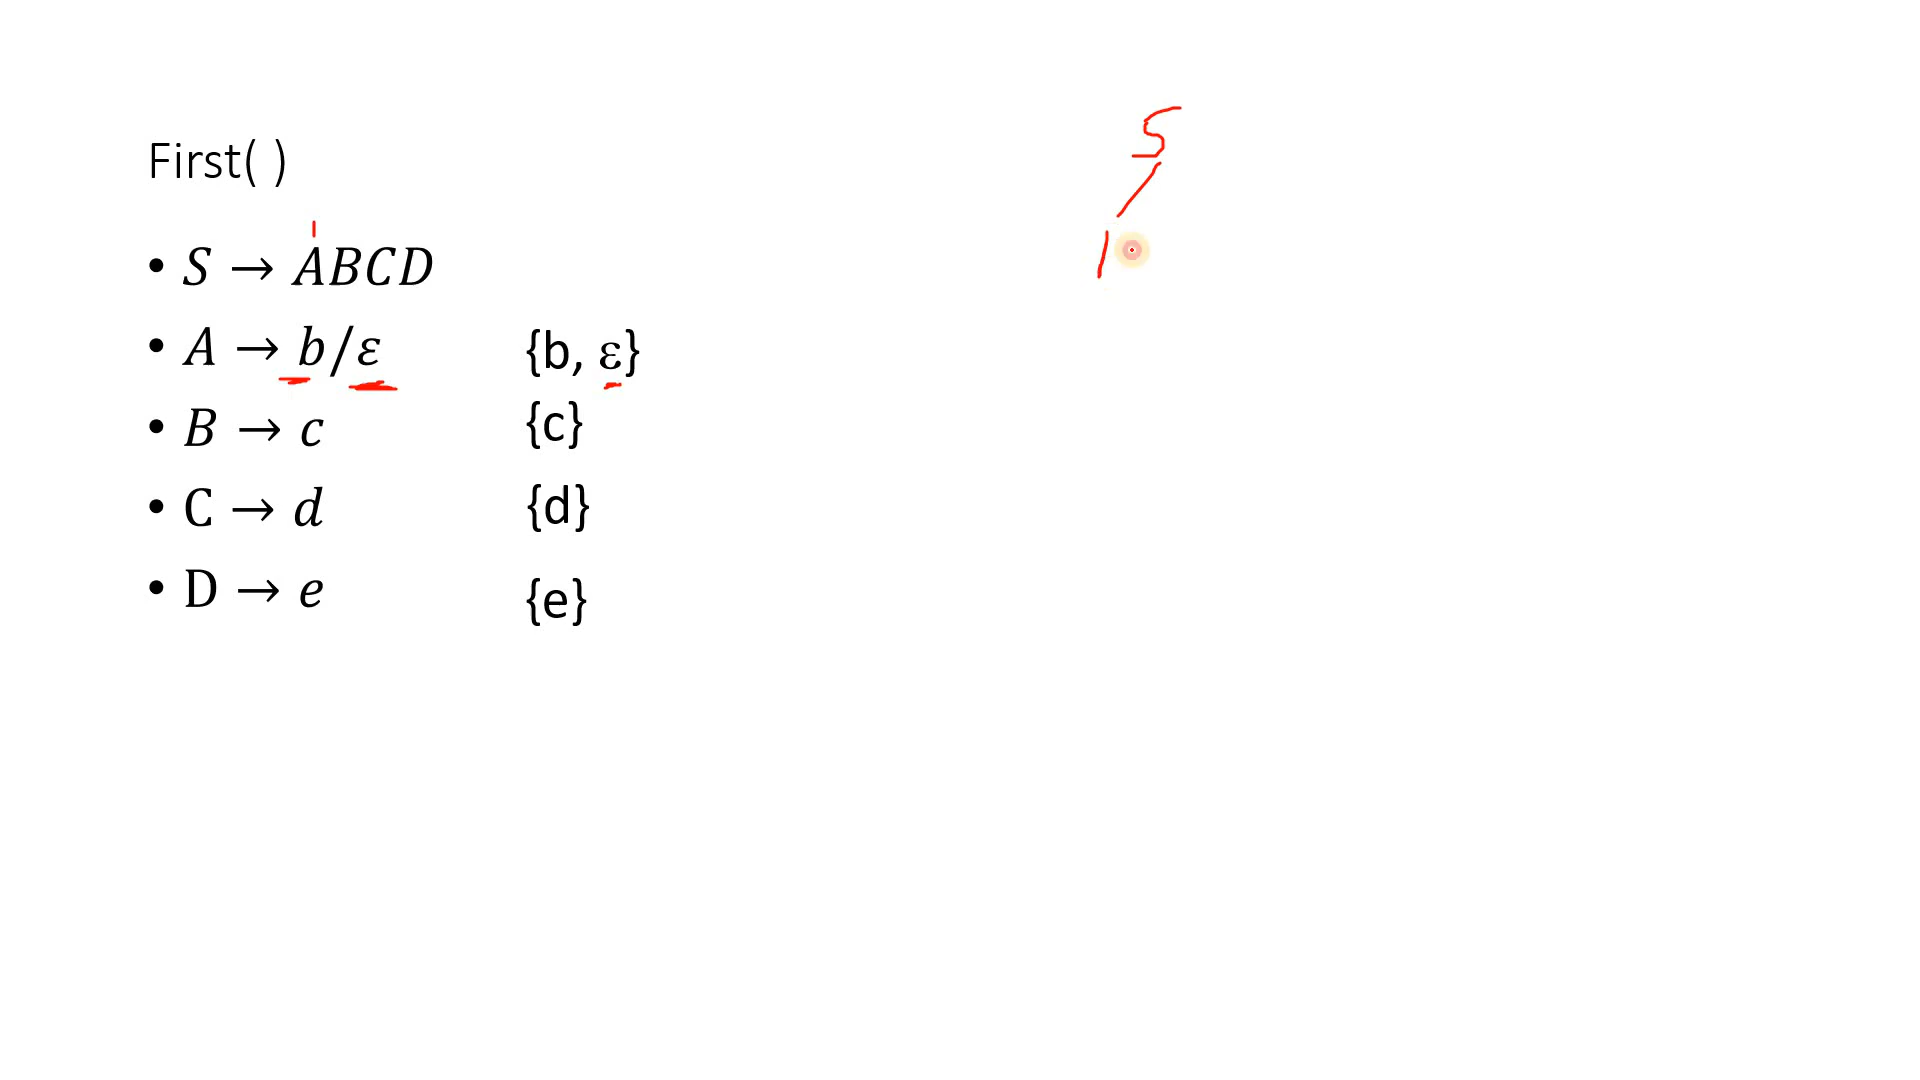 First( )
• S → ABCD
• A → b/ε {b, ε}
• B → c {c}
• C → d {d}
• D → e {e}
S